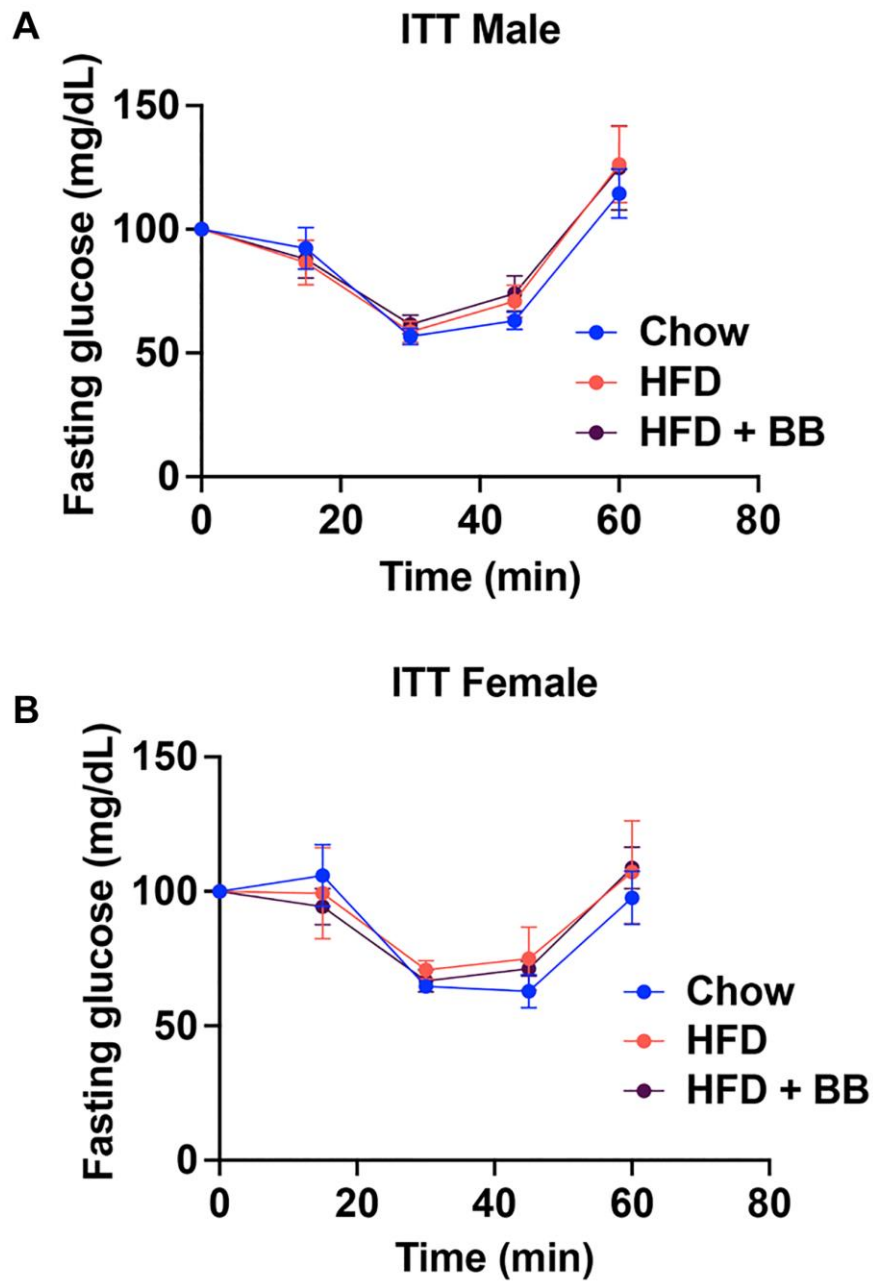 A
ITT Male
Fasting glucose (mg/dL)
150
100
50
0
0 20 40 60 80
Time (min)
Chow
HFD
HFD + BB
B
ITT Female
Fasting glucose (mg/dL)
150
100
50
0
0 20 40 60 80
Time (min)
Chow
HFD
HFD + BB